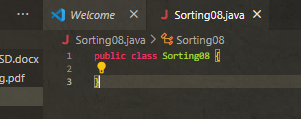 Welcome
Sorting08.java
SD.docx
g.pdf
Sorting08.java > Sorting08
1 public class Sorting08 {
2
3 }